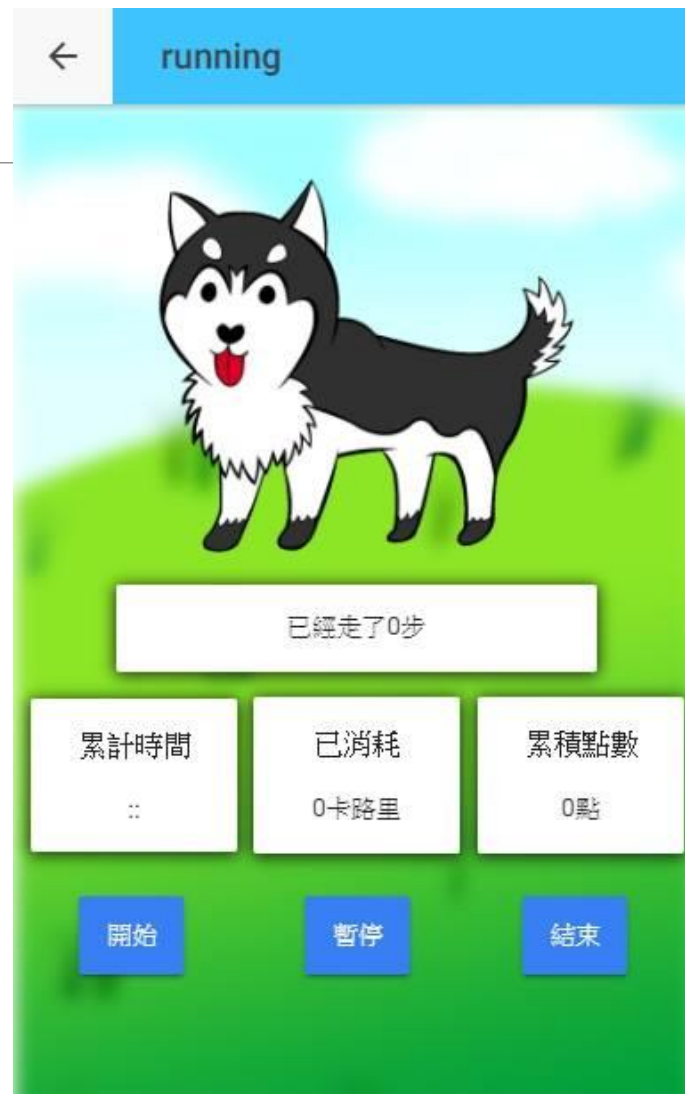 running
已經走了0步
累計時間 已消耗 累積點數
:: 0卡路里 0點
開始 暫停 結束